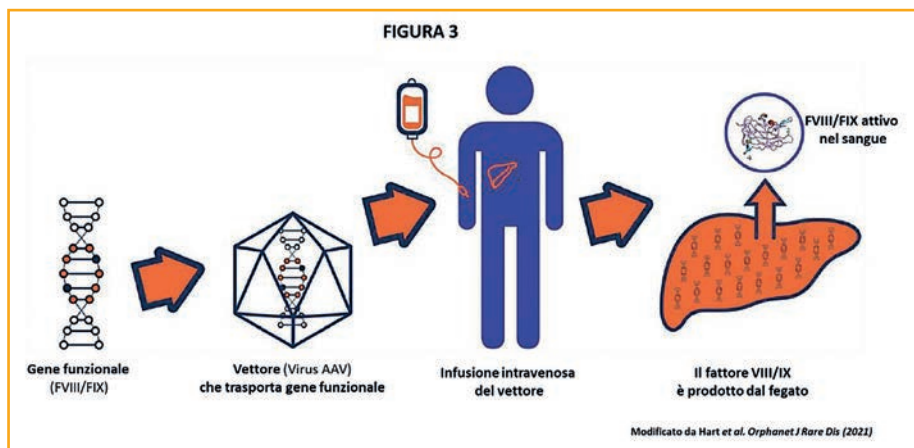 FIGURA 3
FVIII/FIX attivo
nel sangue
Gene funzionale
(FVIII/FIX)
Vettore (Virus AAV)
che trasporta gene funzionale
Infusione intravenosa
del vettore
Il fattore VIII/IX
è prodotto dal fegato
Modificato da Hart et al. Orphanet J Rare Dis (2021)